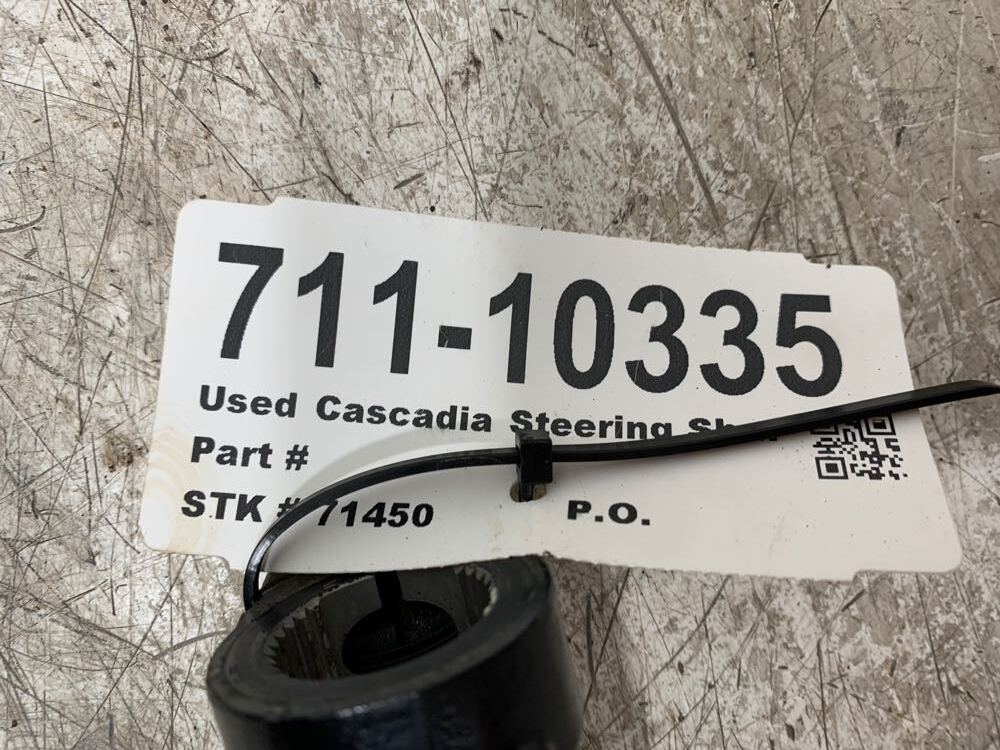 711-10335
Used Cascadia Steering
Part #
STK # 71450 P.O.